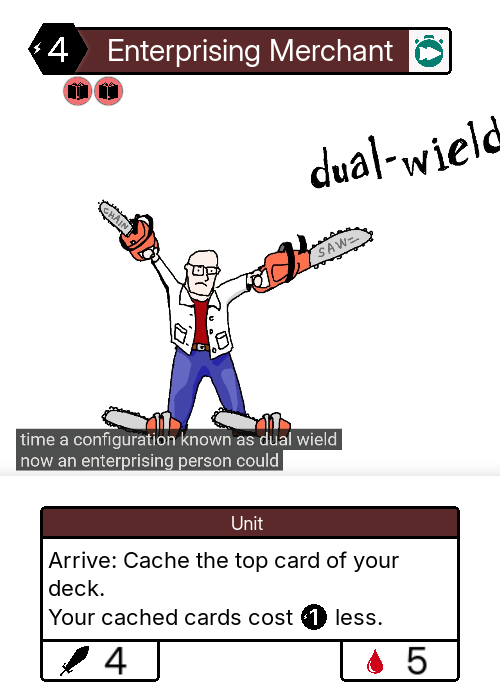 4 Enterprising Merchant
dual-wield
CHAIN
SAW=
time a configuration known as dual wield
now an enterprising person could
Unit
Arrive: Cache the top card of your
deck.
Your cached cards cost 1 less.
4
5